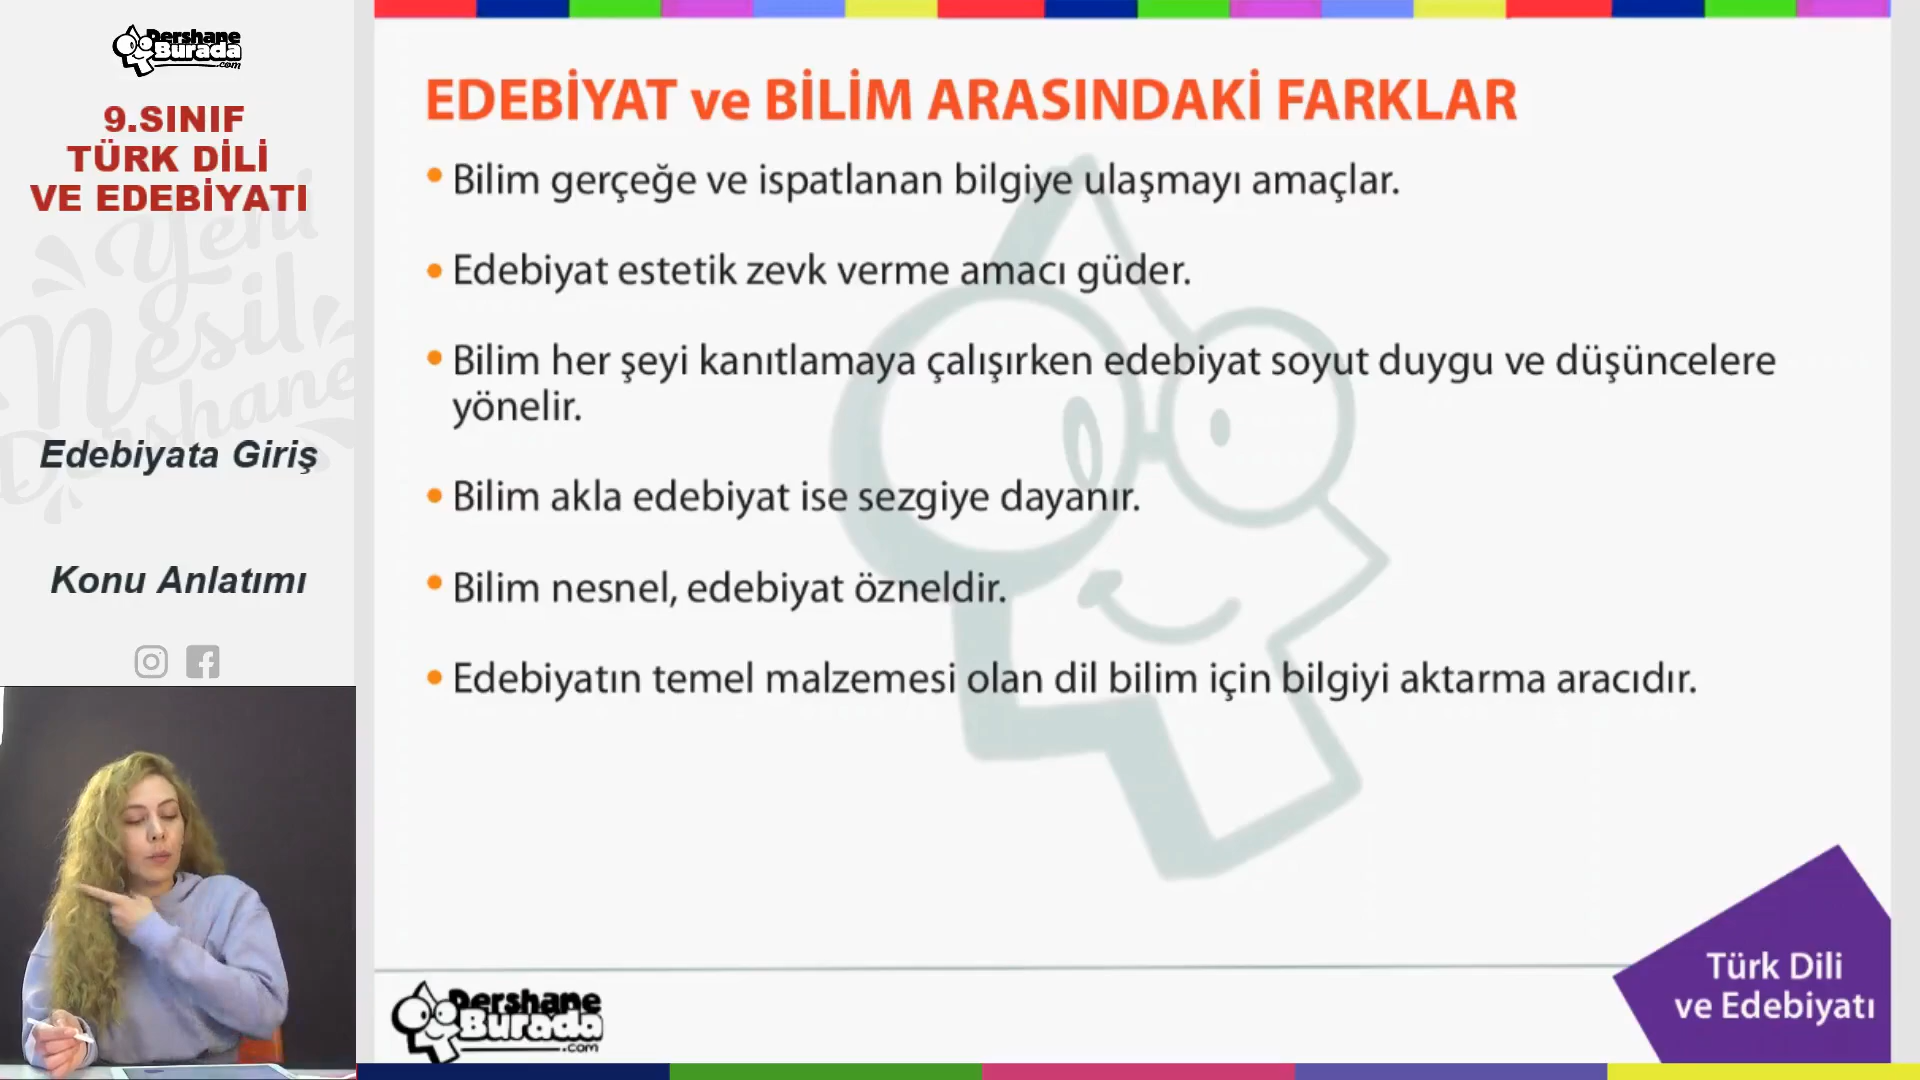 Dershane
Burada
.com
9.SINIF
TÜRK DİLİ
VE EDEBİYATI
Yeni
Nesil
Dershane
Edebiyata Giriş
Konu Anlatımı
EDEBİYAT ve BİLİM ARASINDAKİ FARKLAR
• Bilim gerçeğe ve ispatlanan bilgiye ulaşmayı amaçlar.
• Edebiyat estetik zevk verme amacı güder.
• Bilim her şeyi kanıtlamaya çalışırken edebiyat soyut duygu ve düşüncelere
yönelir.
• Bilim akla edebiyat ise sezgiye dayanır.
• Bilim nesnel, edebiyat özneldir.
• Edebiyatın temel malzemesi olan dil bilim için bilgiyi aktarma aracıdır.
Dershane
Burada
.com
Türk Dili
ve Edebiyatı